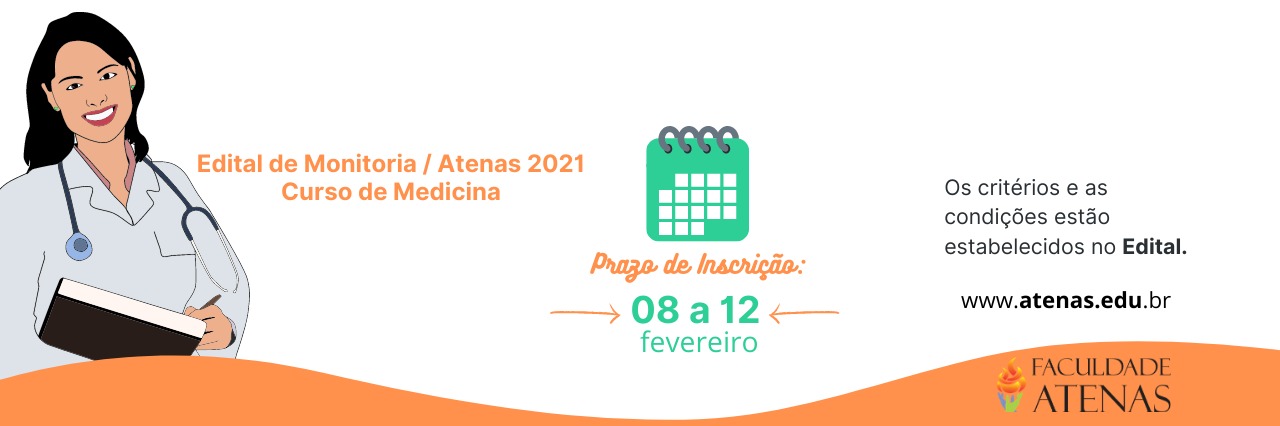 Edital de Monitoria / Atenas 2021
Curso de Medicina
Prazo de Inscrição:
08 a 12
fevereiro
Os critérios e as
condições estão
estabelecidos no Edital.
www.atenas.edu.br
FACULDADE
ATENAS